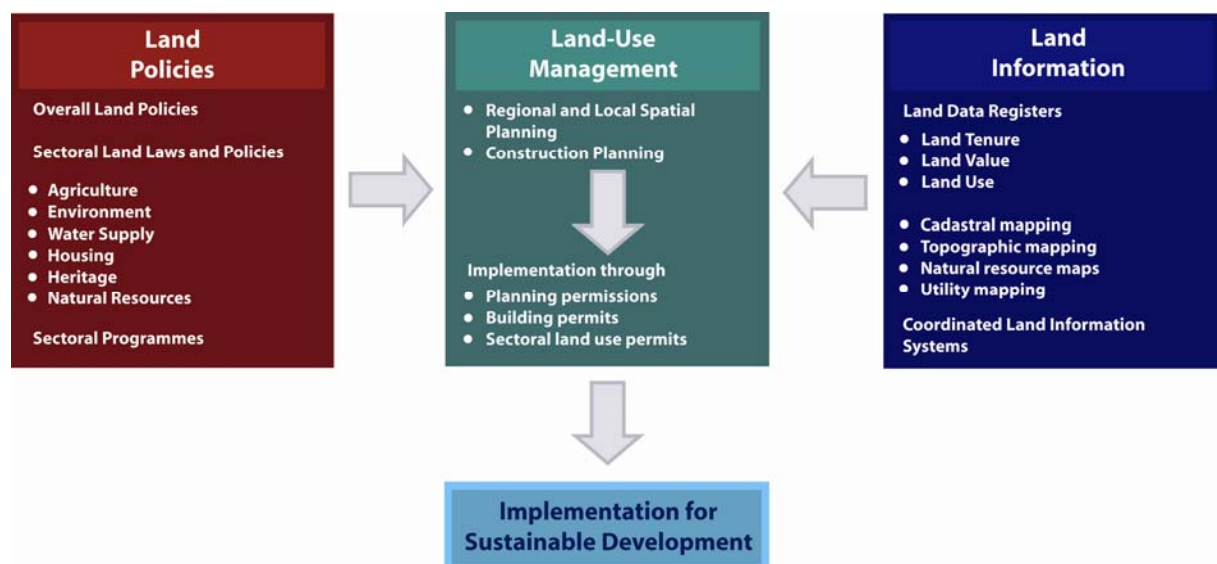 Land
Policies
Overall Land Policies
Sectoral Land Laws and Policies
• Agriculture
• Environment
• Water Supply
• Housing
• Heritage
• Natural Resources
Sectoral Programmes
Land-Use
Management
• Regional and Local Spatial
Planning
• Construction Planning
Implementation through
• Planning permissions
• Building permits
• Sectoral land use permits
Land
Information
Land Data Registers
• Land Tenure
• Land Value
• Land Use
• Cadastral mapping
• Topographic mapping
• Natural resource maps
• Utility mapping
Coordinated Land Information
Systems
Implementation for
Sustainable Development